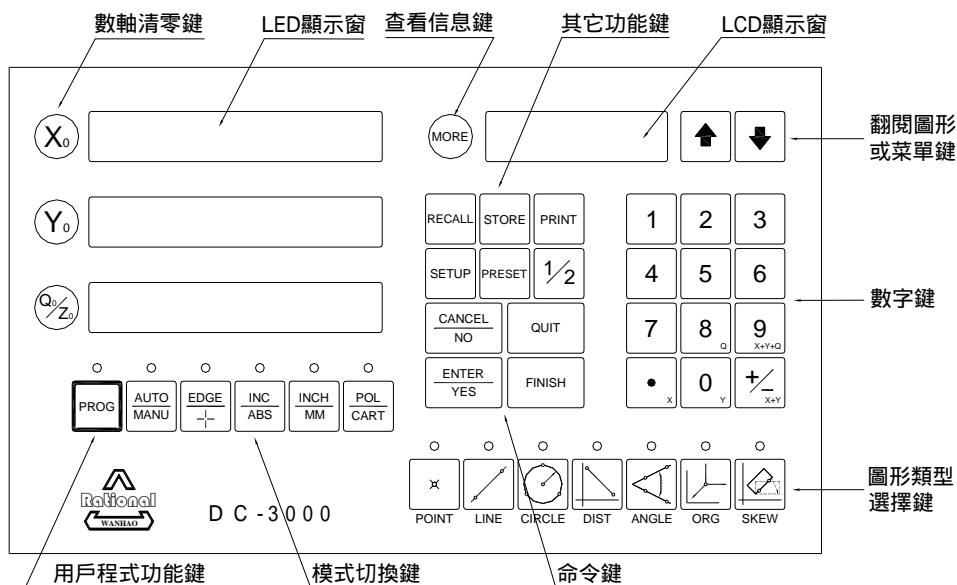 數軸清零鍵
LED顯示窗
查看信息鍵
其它功能鍵
LCD顯示窗
X0
MORE
翻閱圖形
或菜單鍵
Y0
RECALL
STORE
PRINT
1
2
3
SETUP
PRESET
1/2
4
5
6
Q0/Z0
數字鍵
CANCEL
NO
QUIT
7
8 Q
9 X+Y+Q
ENTER
YES
FINISH
• X
0 Y
+/- X+Y
PROG
AUTO
MANU
EDGE
INC
ABS
INCH
MM
POL
CART
圖形類型
選擇鍵
POINT
LINE
CIRCLE
DIST
ANGLE
ORG
SKEW
Rational
WANHAO
DC-3000
用戶程式功能鍵
模式切換鍵
命令鍵